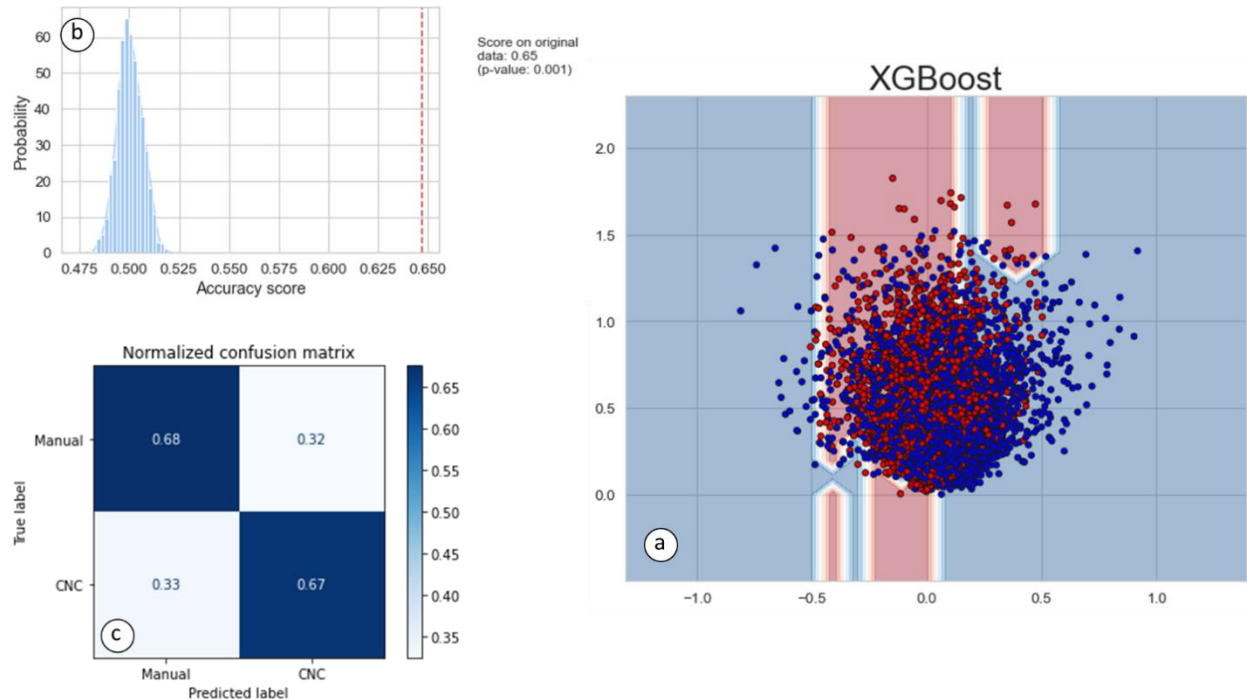 b
60
50
40
30
20
10
0
Probability
0.475 0.500 0.525 0.550 0.575 0.600 0.625 0.650
Accuracy score
Score on original
data: 0.65
(p-value: 0.001)
Normalized confusion matrix
Manual
CNC
True label
0.68 0.32
0.33 0.67
c
Manual CNC
Predicted label
0.65
0.60
0.55
0.50
0.45
0.40
0.35
XGBoost
2.0
1.5
1.0
0.5
0.0
a
−1.0 −0.5 0.0 0.5 1.0